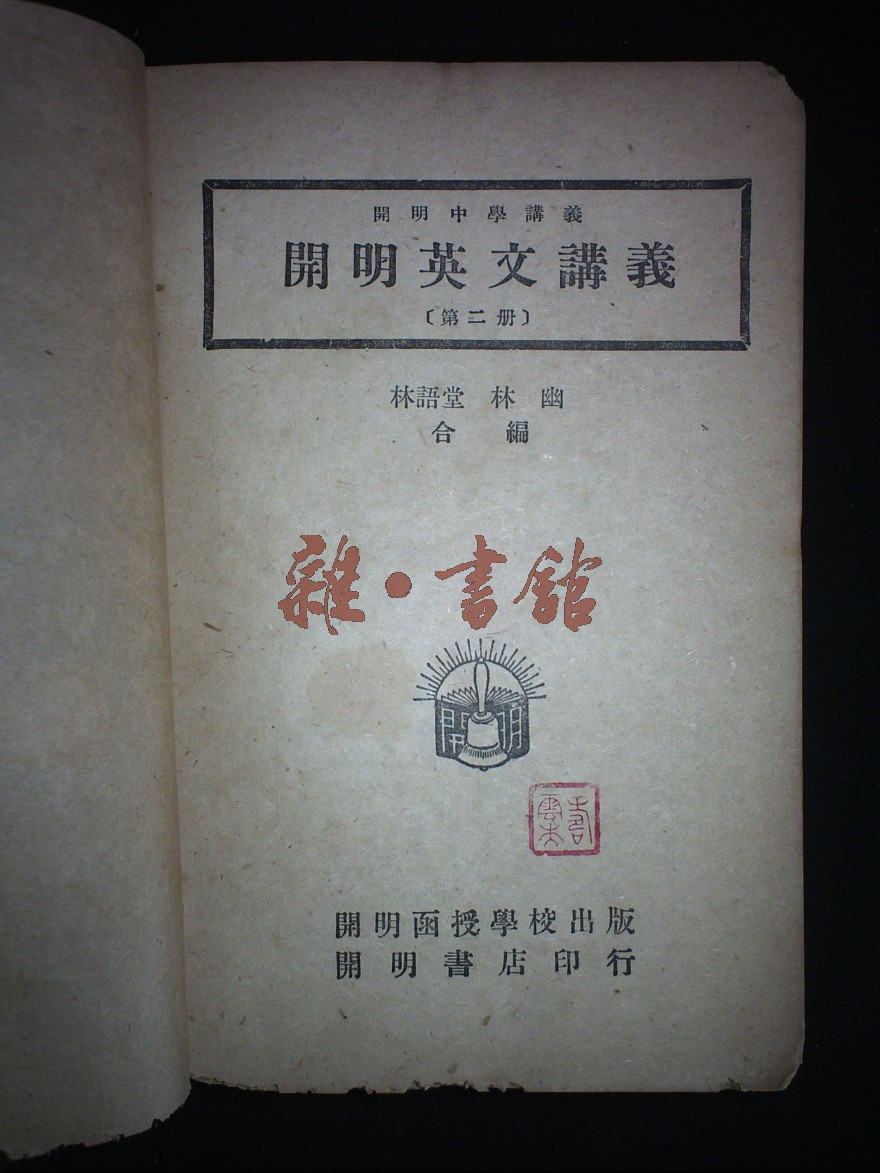 開明中學講義
開明英文講義
〔第二册〕
林語堂 林幽
合編
雜·書館
開明
開明函授學校出版
開明書店印行